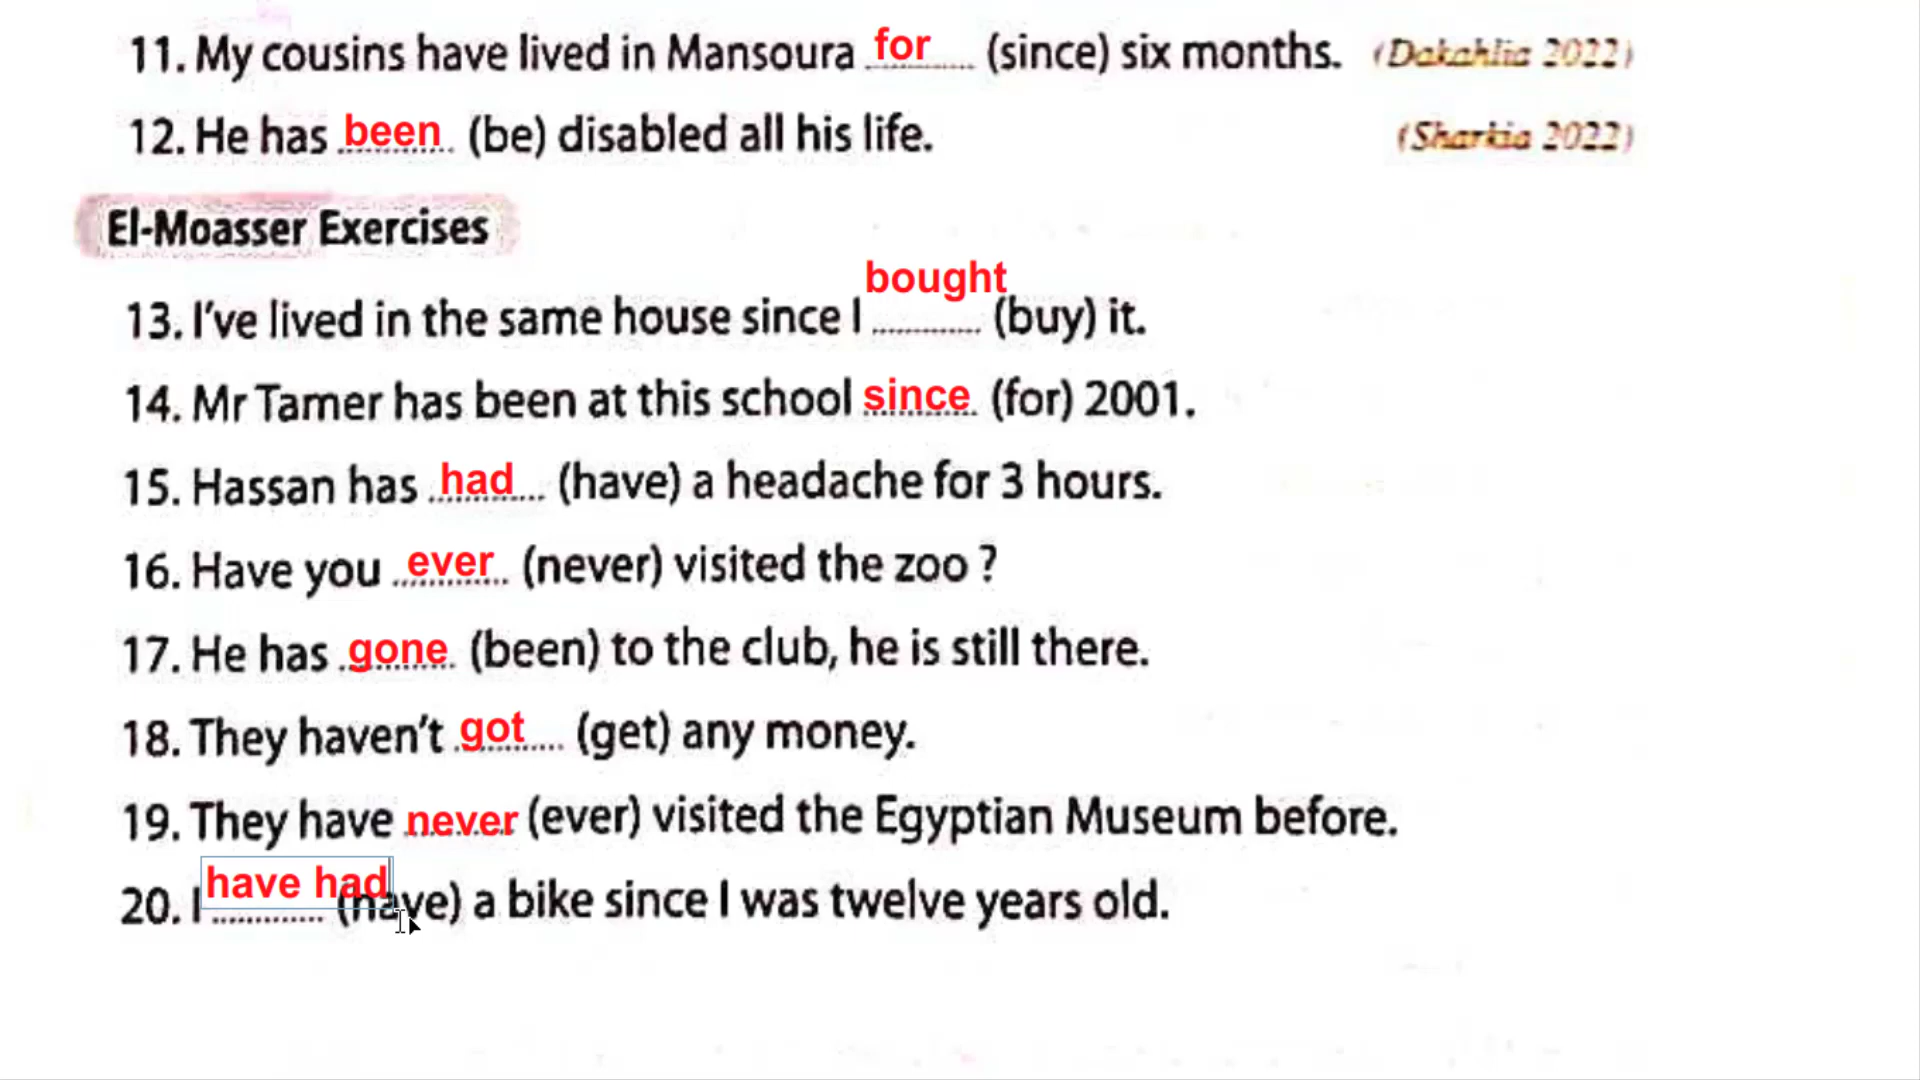 11. My cousins have lived in Mansoura for (since) six months. (Dakahlia 2022)
12. He has been (be) disabled all his life. (Sharkia 2022)
El-Moasser Exercises
bought
13. I've lived in the same house since I ............ (buy) it.
14. Mr Tamer has been at this school since (for) 2001.
15. Hassan has had (have) a headache for 3 hours.
16. Have you ever (never) visited the zoo ?
17. He has gone (been) to the club, he is still there.
18. They haven't got (get) any money.
19. They have never (ever) visited the Egyptian Museum before.
have had
20. I ............ (have) a bike since I was twelve years old.